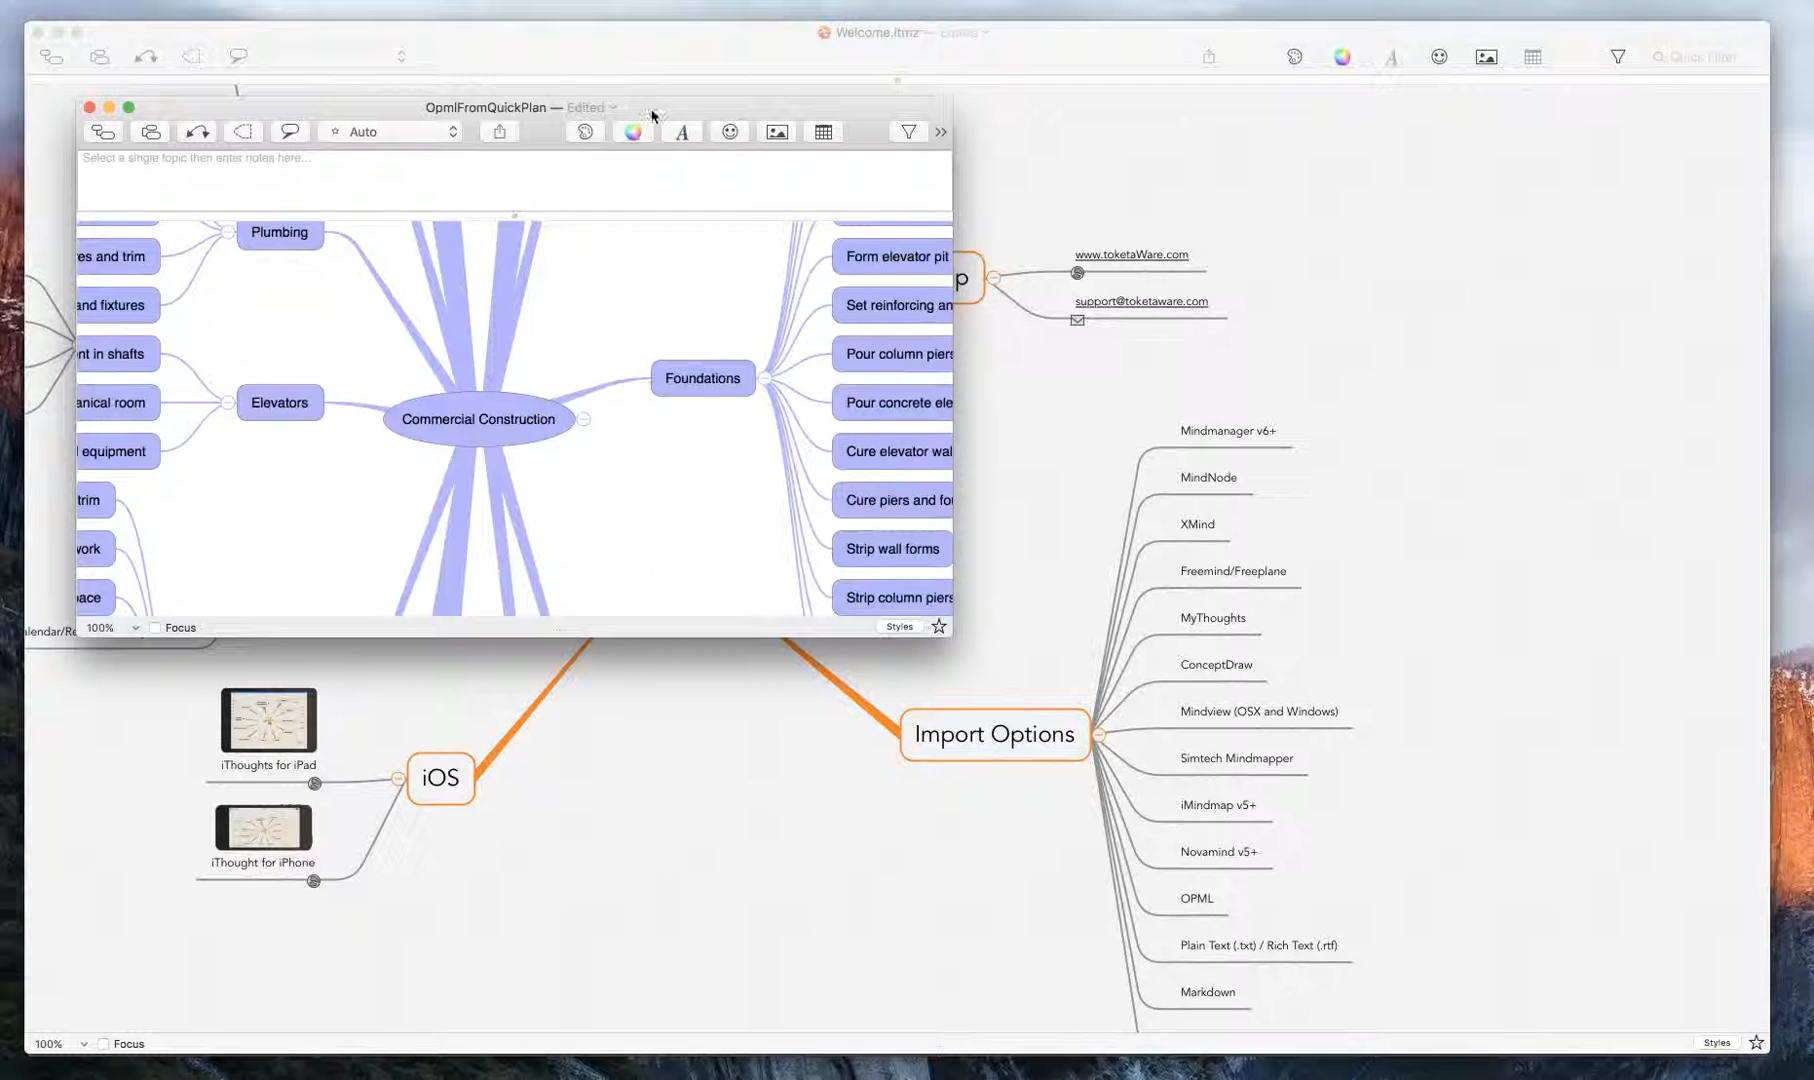 Welcome.itmz — Edited
Quick Filter
OpmlFromQuickPlan — Edited
Auto
Select a single topic then enter notes here...
Plumbing
es and trim
and fixtures
nt in shafts
anical room
equipment
Elevators
trim
work
pace
Commercial Construction
Foundations
Form elevator pit
Set reinforcing an
Pour column piers
Pour concrete ele
Cure elevator wal
Cure piers and fo
Strip wall forms
Strip column piers
100%
Focus
Styles
p
www.toketaWare.com
support@toketaware.com
alendar/Re
iThoughts for iPad
iThought for iPhone
iOS
Import Options
Mindmanager v6+
MindNode
XMind
Freemind/Freeplane
MyThoughts
ConceptDraw
Mindview (OSX and Windows)
Simtech Mindmapper
iMindmap v5+
Novamind v5+
OPML
Plain Text (.txt) / Rich Text (.rtf)
Markdown
100%
Focus
Styles